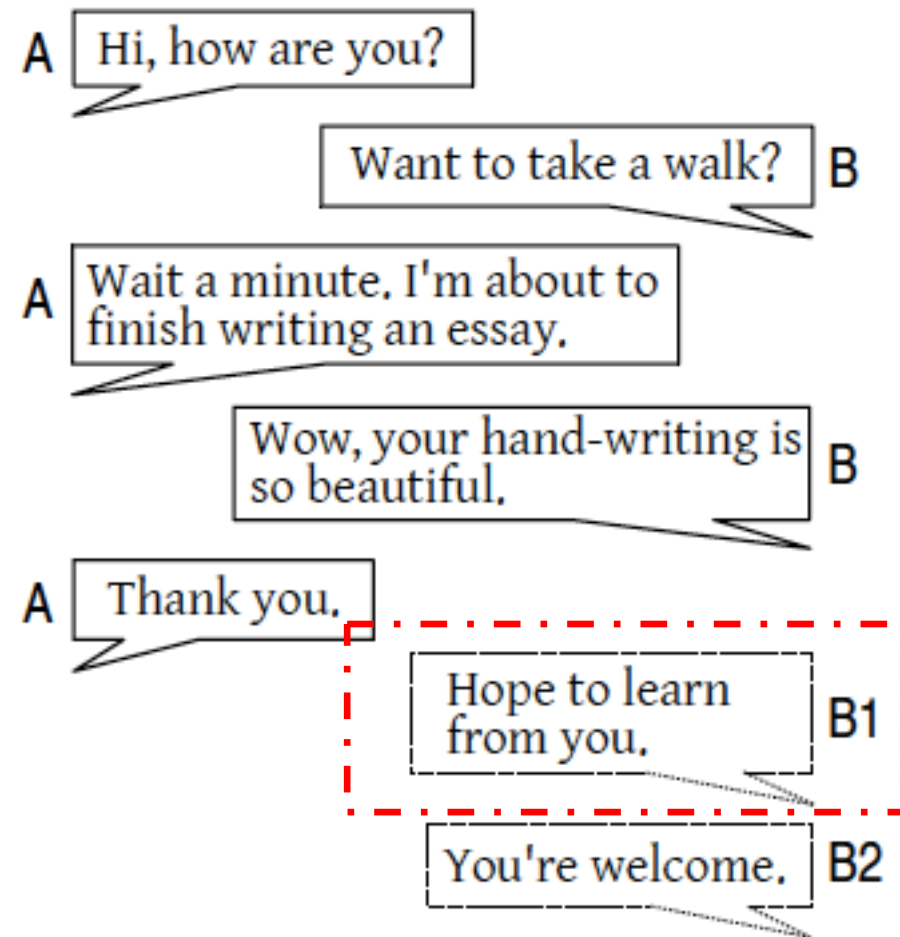 A
Hi, how are you?
Want to take a walk?
B
A
Wait a minute. I'm about to
finish writing an essay.
Wow, your hand-writing is
so beautiful.
B
A
Thank you.
Hope to learn
from you.
B1
You're welcome.
B2